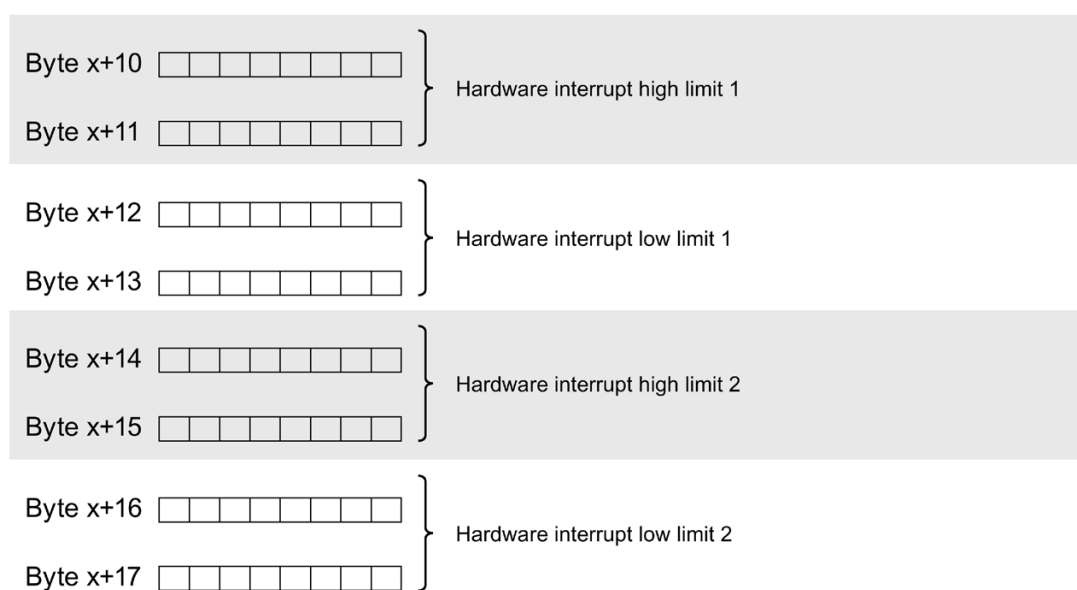 Byte x+10
Hardware interrupt high limit 1
Byte x+11
Byte x+12
Hardware interrupt low limit 1
Byte x+13
Byte x+14
Hardware interrupt high limit 2
Byte x+15
Byte x+16
Hardware interrupt low limit 2
Byte x+17